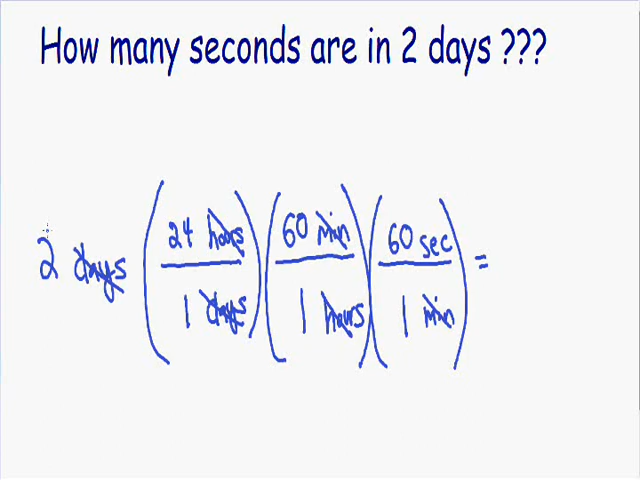 How many seconds are in 2 days ???
2 days (24 hours / 1 days) (60 min / 1 hours) (60 sec / 1 min) =